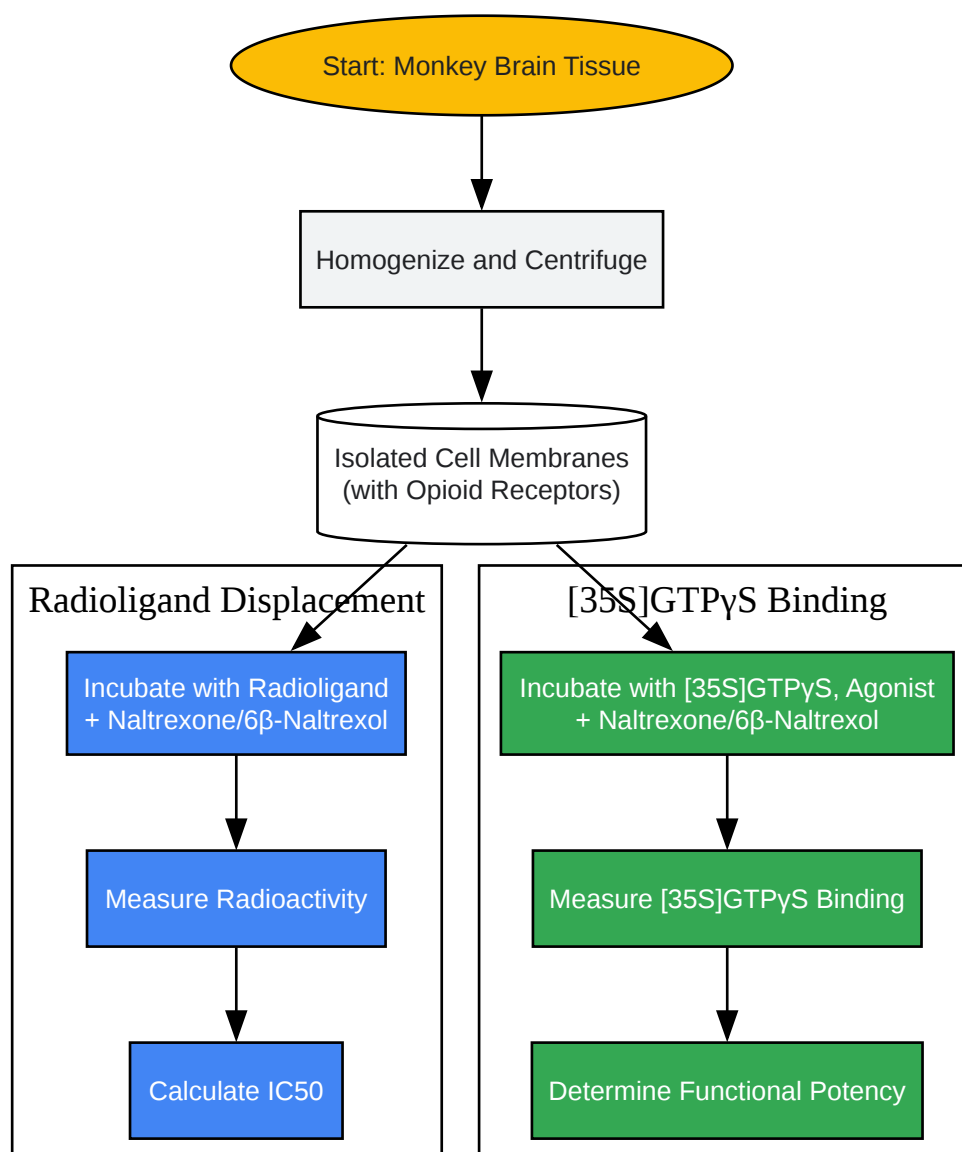 Start: Monkey Brain Tissue
Homogenize and Centrifuge
Isolated Cell Membranes
(with Opioid Receptors)
Radioligand Displacement
Incubate with Radioligand
+ Naltrexone/6β-Naltrexol
Measure Radioactivity
Calculate IC50
[35S]GTPγS Binding
Incubate with [35S]GTPγS, Agonist
+ Naltrexone/6β-Naltrexol
Measure [35S]GTPγS Binding
Determine Functional Potency